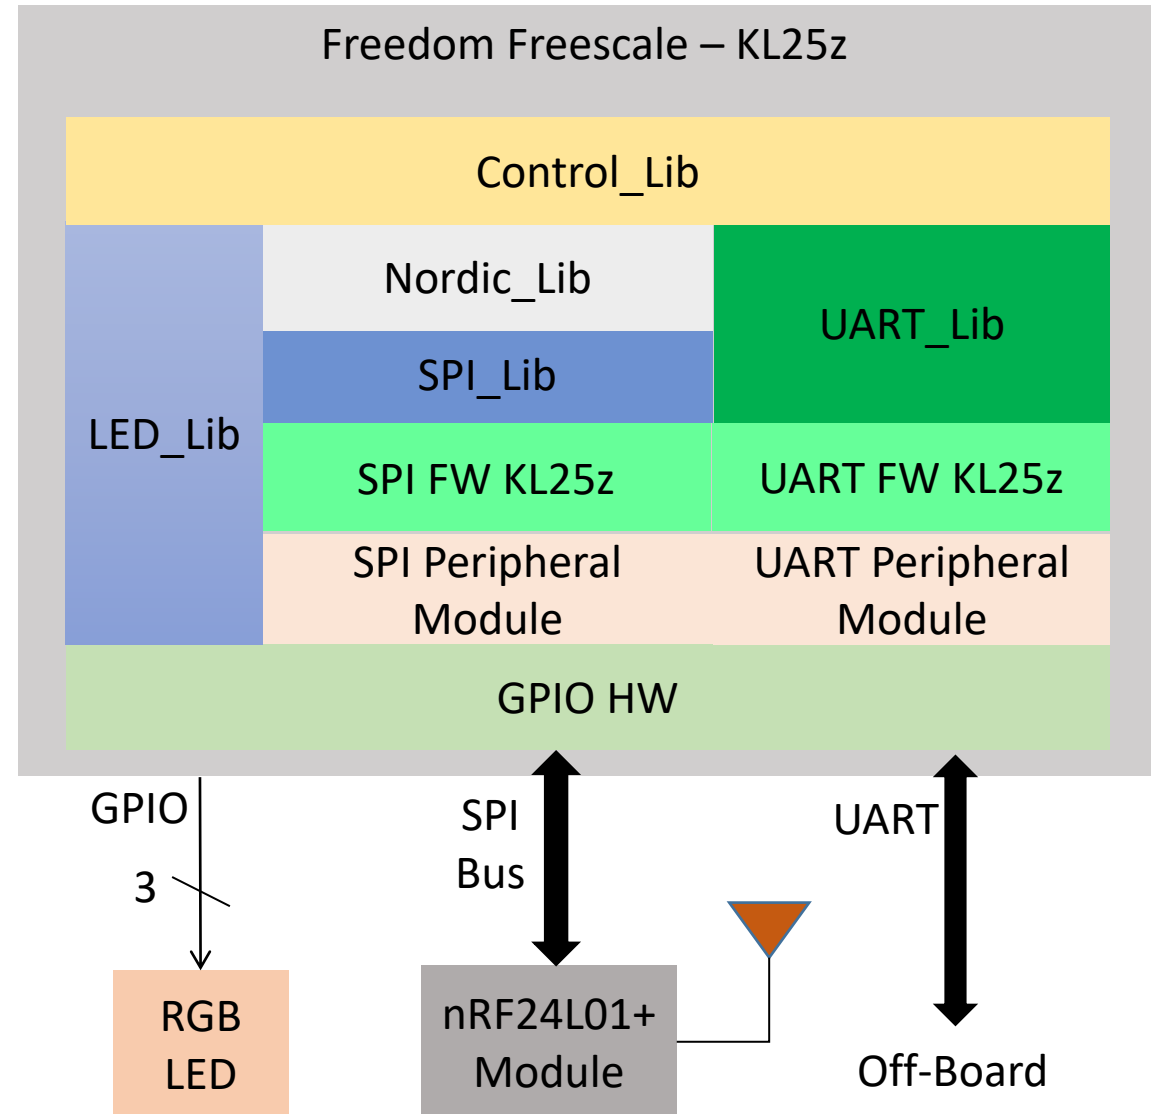 Freedom Freescale – KL25z
Control_Lib
LED_Lib
Nordic_Lib
SPI_Lib
UART_Lib
SPI FW KL25z
UART FW KL25z
SPI Peripheral
Module
UART Peripheral
Module
GPIO HW
GPIO
3
SPI
Bus
UART
RGB
LED
nRF24L01+
Module
Off-Board